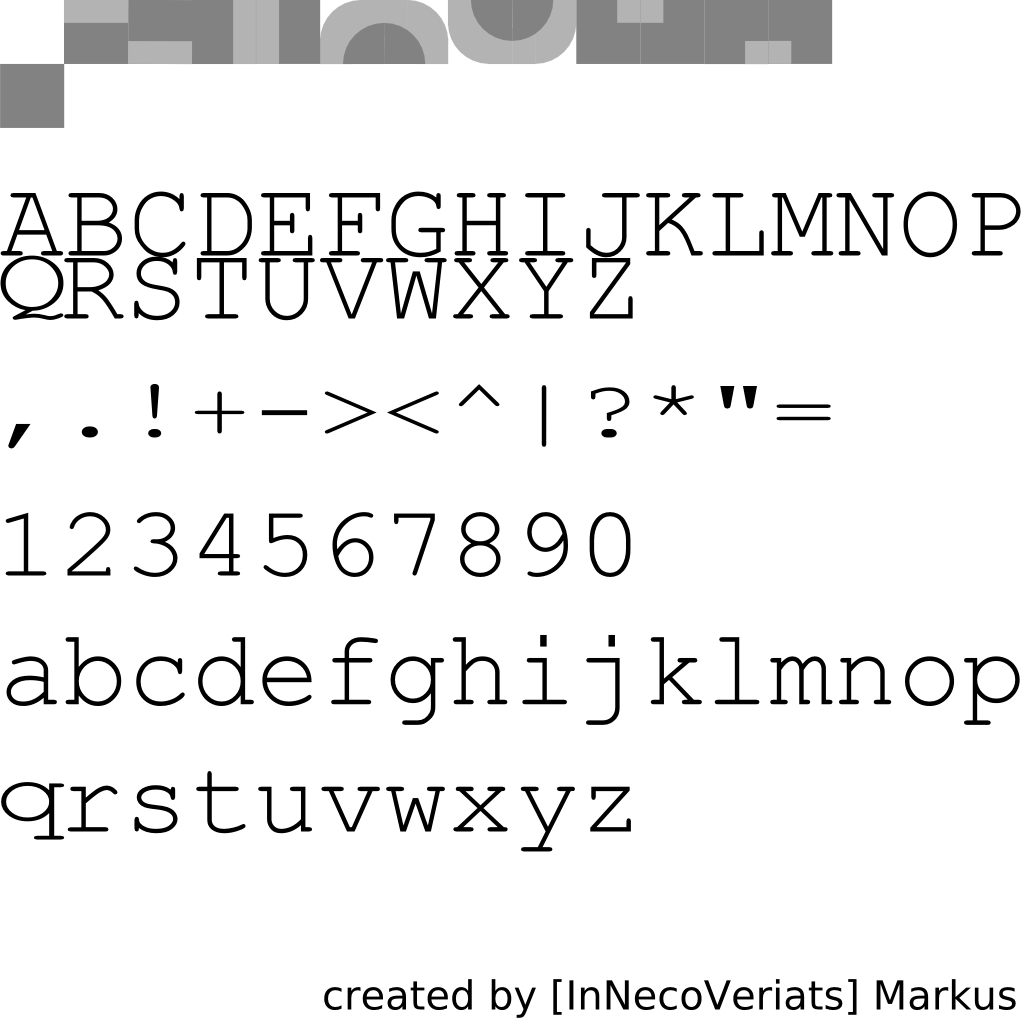 ABCDEFGHIJKLMNOP
QRSTUVWXYZ
,.!+-><^|?*"=
1234567890
abcdefghijklmnop
qrstuvwxyz
created by [InNecoVeriats] Markus